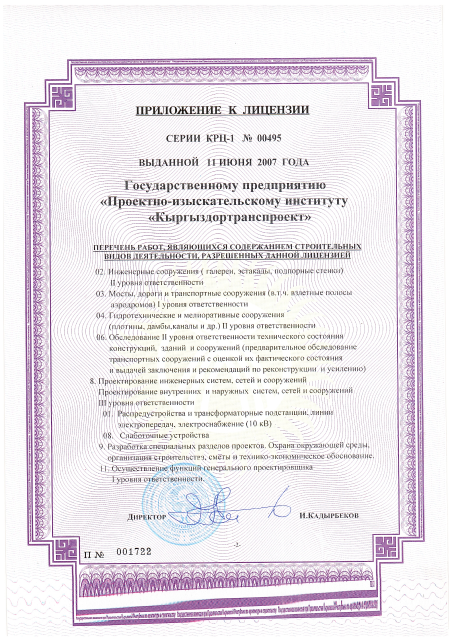 ПРИЛОЖЕНИЕ К ЛИЦЕНЗИИ
СЕРИИ КРЦ-1 № 00495
ВЫДАННОЙ 11 ИЮНЯ 2007 ГОДА
Государственному предприятию
«Проектно-изыскательскому институту
«Кыргыздортранспроект»
ПЕРЕЧЕНЬ РАБОТ, ЯВЛЯЮЩИХСЯ СОДЕРЖАНИЕМ СТРОИТЕЛЬНЫХ
ВИДОВ ДЕЯТЕЛЬНОСТИ, РАЗРЕШЕННЫХ ДАННОЙ ЛИЦЕНЗИЕЙ
02. Инженерные сооружения ( галереи, эстакады, подпорные стенки)
II уровня ответственности
03. Мосты, дороги и транспортные сооружения (в.т.ч. взлетные полосы
аэродромов) I уровня ответственности
04. Гидротехнические и мелиоративные сооружения
(плотины, дамбы,каналы и др.) II уровня ответственности
06. Обследование II уровня ответственности технического состояния
конструкций, зданий и сооружений (предварительное обследование
транспортных сооружений с оценкой их фактического состояния
и выдачей заключения и рекомендаций по реконструкции и усилению)
8. Проектирование инженерных систем, сетей и сооружений
Проектирование внутренних и наружных систем, сетей и сооружений
III уровня ответственности
01. Распредустройства и трансформаторные подстанции, линии
электропередач, электроснабжение (10 кВ)
08. Слаботочные устройства
9. Разработка специальных разделов проектов. Охрана окружающей среды,
организация строительства, сметы и технико-экономическое обоснование.
11. Осуществление функций генерального проектировщика
I уровня ответственности.
ДИРЕКТОР И.КАДЫРБЕКОВ
-2-
П № 001722